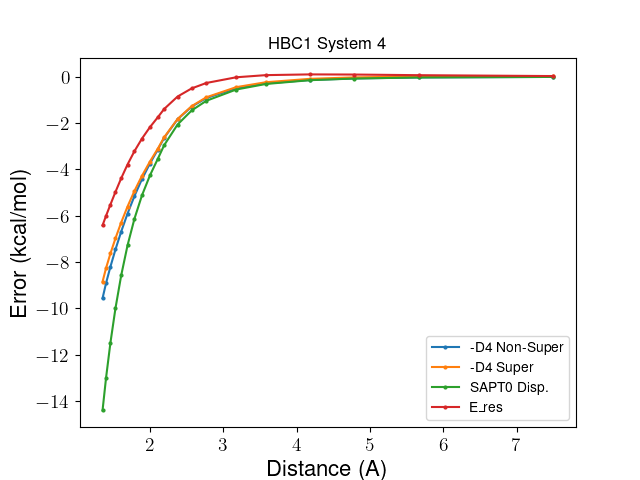 HBC1 System 4
Error (kcal/mol)
0
−2
−4
−6
−8
−10
−12
−14
2
3
4
5
6
7
Distance (A)
-D4 Non-Super
-D4 Super
SAPT0 Disp.
E_res